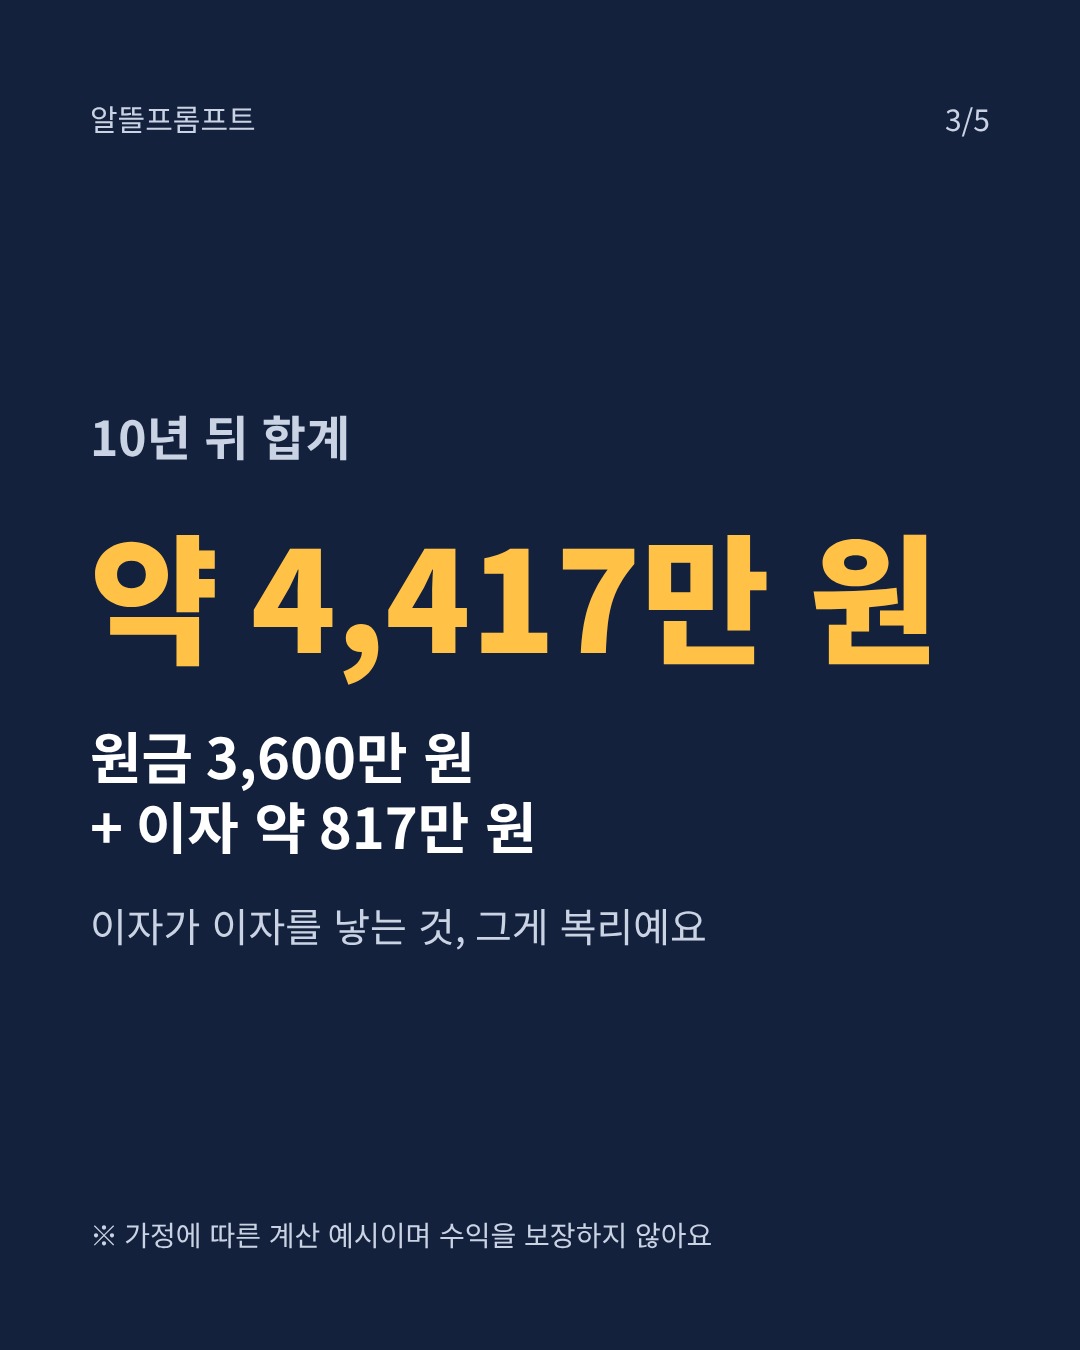 알뜰프롬프트
3/5
10년 뒤 합계
약 4,417만 원
원금 3,600만 원
+ 이자 약 817만 원
이자가 이자를 낳는 것, 그게 복리예요
※ 가정에 따른 계산 예시이며 수익을 보장하지 않아요